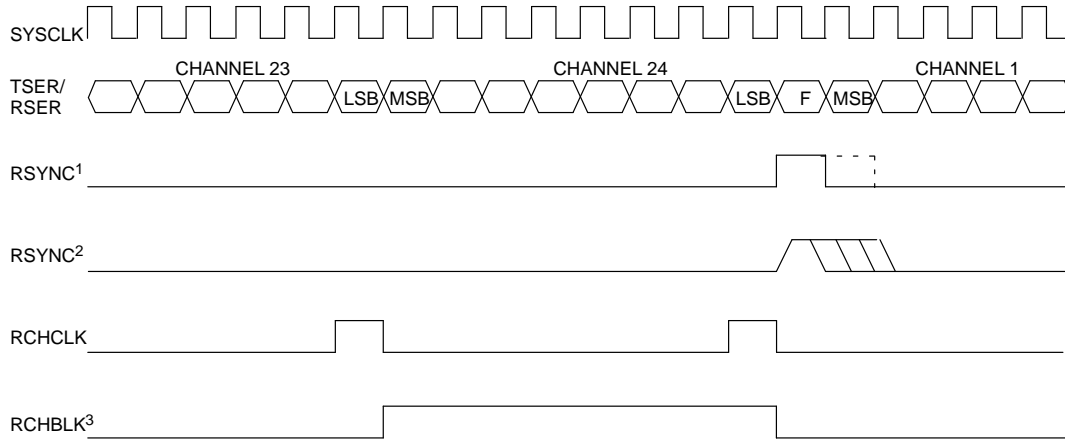 SYSCLK
CHANNEL 23 CHANNEL 24 CHANNEL 1
TSER/
RSER
LSB MSB LSB F MSB
RSYNC1
RSYNC2
RCHCLK
RCHBLK3